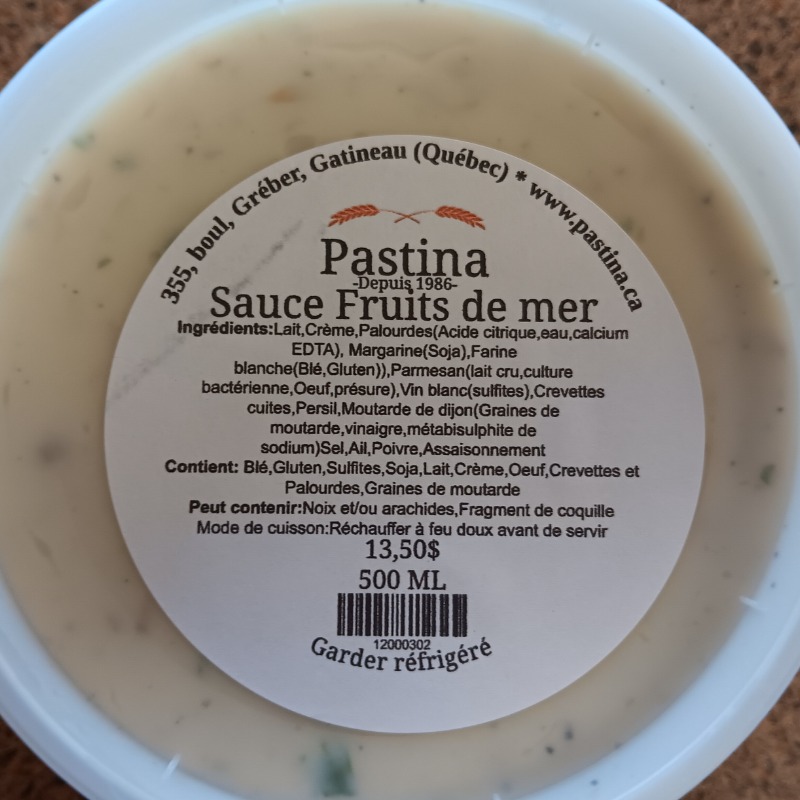 355, boul, Gréber, Gatineau (Québec) * www.pastina.ca
Pastina
-Depuis 1986-
Sauce Fruits de mer
Ingrédients:Lait,Crème,Palourdes(Acide citrique,eau,calcium
EDTA), Margarine(Soja),Farine
blanche(Blé,Gluten)),Parmesan(lait cru,culture
bactérienne,Oeuf,présure),Vin blanc(sulfites),Crevettes
cuites,Persil,Moutarde de dijon(Graines de
moutarde,vinaigre,métabisulphite de
sodium)Sel,Ail,Poivre,Assaisonnement
Contient: Blé,Gluten,Sulfites,Soja,Lait,Crème,Oeuf,Crevettes et
Palourdes,Graines de moutarde
Peut contenir:Noix et/ou arachides,Fragment de coquille
Mode de cuisson:Réchauffer à feu doux avant de servir
13,50$
500 ML
12000302
Garder réfrigéré